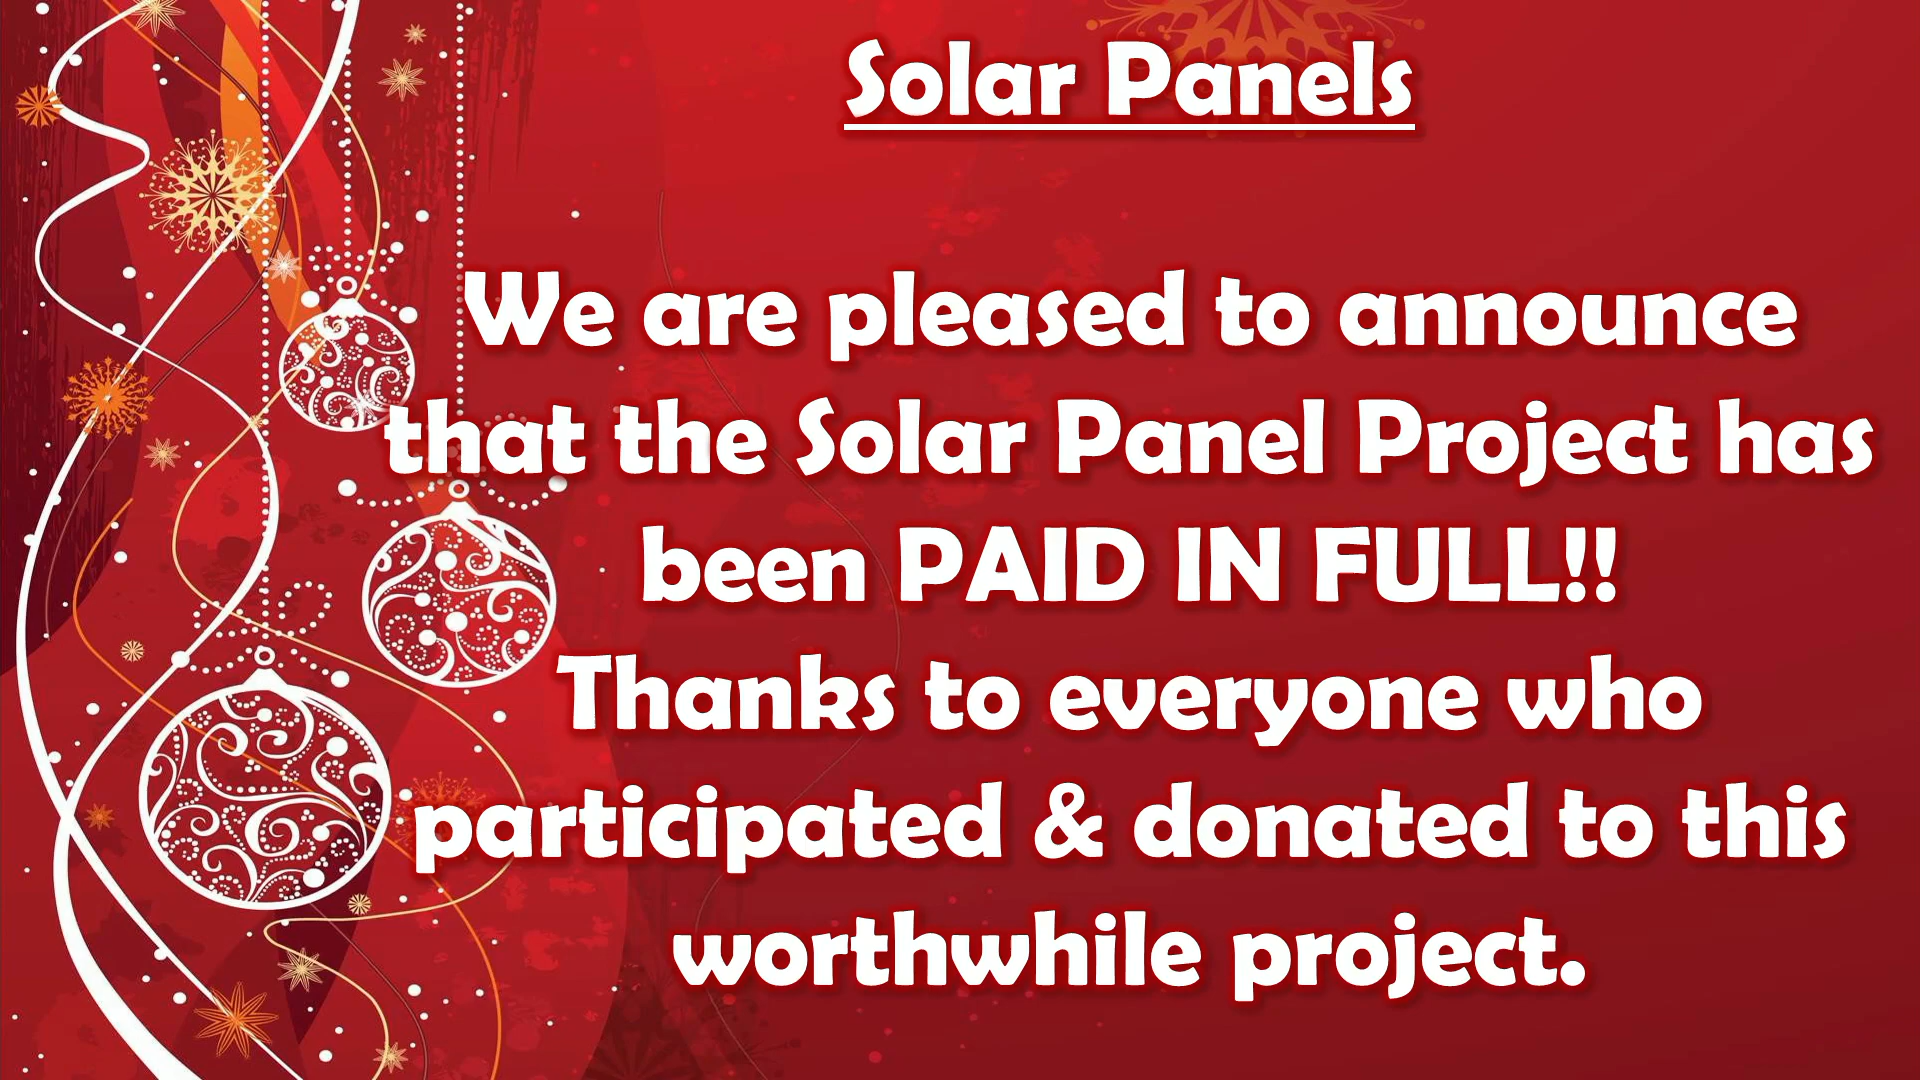 Solar Panels
We are pleased to announce
that the Solar Panel Project has
been PAID IN FULL!!
Thanks to everyone who
participated & donated to this
worthwhile project.